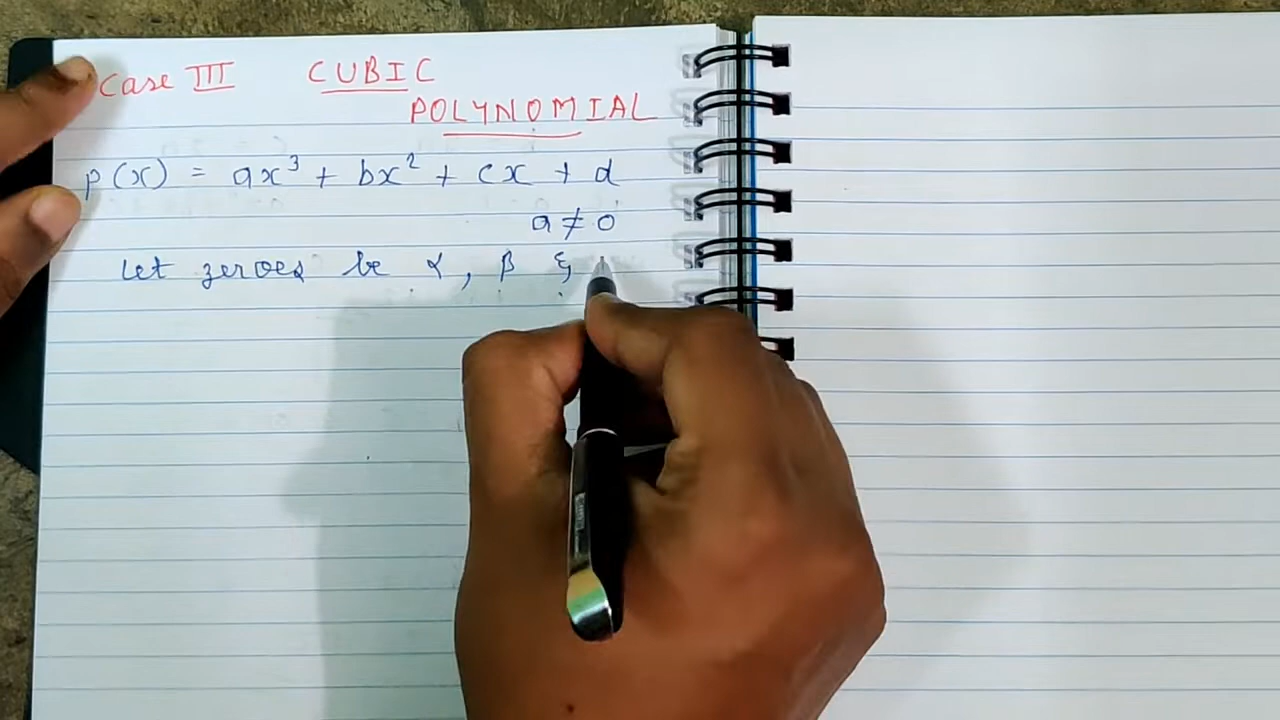 Case III CUBIC
POLYNOMIAL
p(x) = ax³ + bx² + cx + d
a ≠ 0
Let zeroes be α, β &